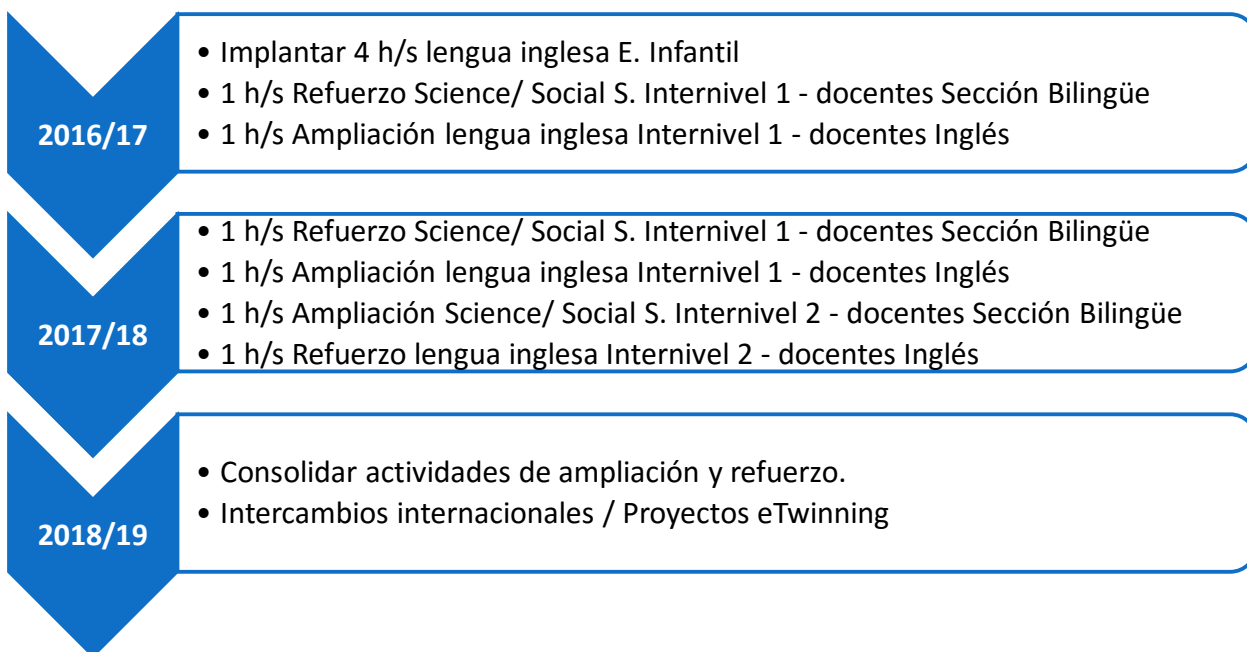 2016/17
• Implantar 4 h/s lengua inglesa E. Infantil
• 1 h/s Refuerzo Science/ Social S. Internivel 1 - docentes Sección Bilingüe
• 1 h/s Ampliación lengua inglesa Internivel 1 - docentes Inglés
2017/18
• 1 h/s Refuerzo Science/ Social S. Internivel 1 - docentes Sección Bilingüe
• 1 h/s Ampliación lengua inglesa Internivel 1 - docentes Inglés
• 1 h/s Ampliación Science/ Social S. Internivel 2 - docentes Sección Bilingüe
• 1 h/s Refuerzo lengua inglesa Internivel 2 - docentes Inglés
2018/19
• Consolidar actividades de ampliación y refuerzo.
• Intercambios internacionales / Proyectos eTwinning